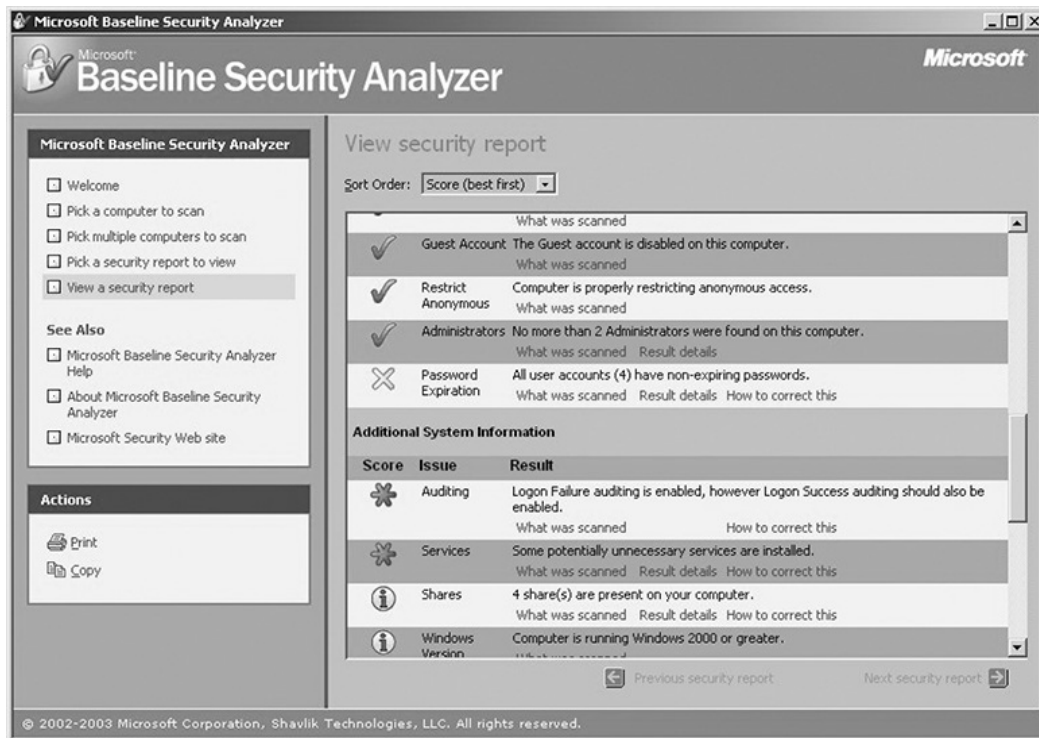 Microsoft Baseline Security Analyzer
Microsoft
Baseline Security Analyzer
Microsoft
Microsoft Baseline Security Analyzer
Welcome
Pick a computer to scan
Pick multiple computers to scan
Pick a security report to view
View a security report
See Also
Microsoft Baseline Security Analyzer
Help
About Microsoft Baseline Security
Analyzer
Microsoft Security Web site
Actions
Print
Copy
View security report
Sort Order: Score (best first)
What was scanned
Guest Account The Guest account is disabled on this computer.
What was scanned
Restrict Computer is properly restricting anonymous access.
Anonymous What was scanned
Administrators No more than 2 Administrators were found on this computer.
What was scanned Result details
Password All user accounts (4) have non-expiring passwords.
Expiration What was scanned Result details How to correct this
Additional System Information
Score Issue Result
Auditing Logon Failure auditing is enabled, however Logon Success auditing should also be
enabled.
What was scanned How to correct this
Services Some potentially unnecessary services are installed.
What was scanned Result details How to correct this
Shares 4 share(s) are present on your computer.
What was scanned Result details How to correct this
Windows Computer is running Windows 2000 or greater.
Version
Previous security report Next security report
© 2002-2003 Microsoft Corporation, Shavlik Technologies, LLC. All rights reserved.